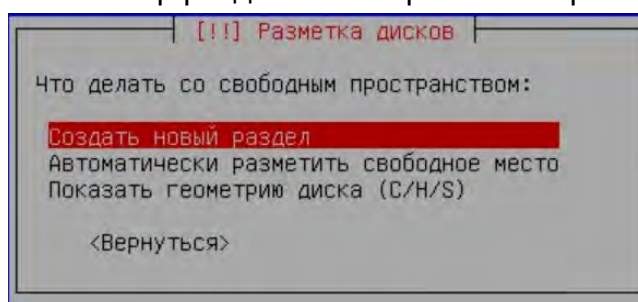 [!!] Разметка дисков
Что делать со свободным пространством:
Создать новый раздел
Автоматически разметить свободное место
Показать геометрию диска (C/H/S)
<Вернуться>